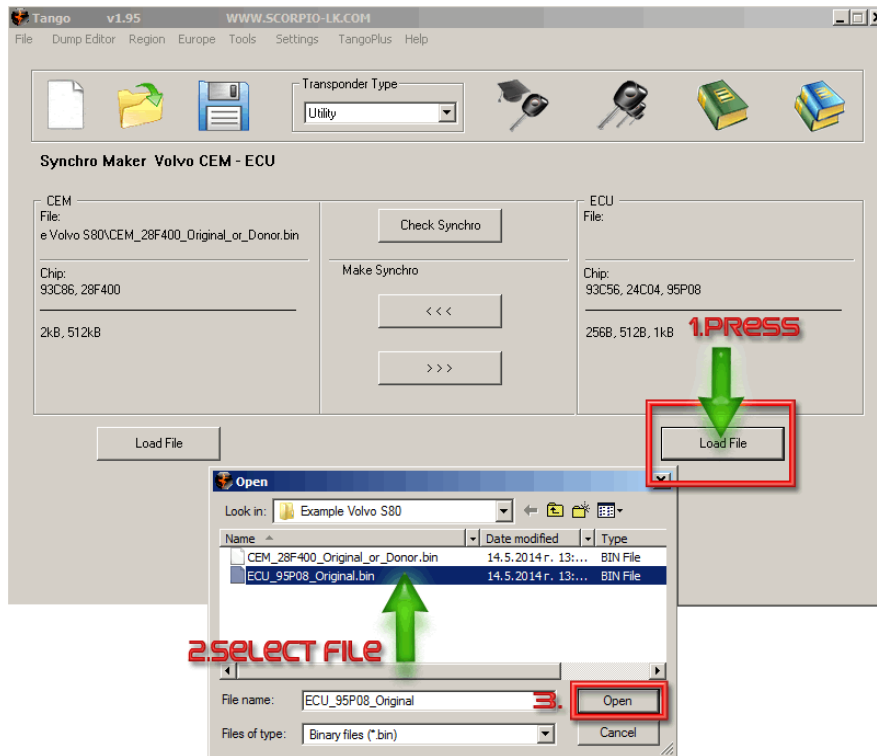 Tango v1.95 WWW.SCORPIO-LK.COM
File Dump Editor Region Europe Tools Settings TangoPlus Help
Transponder Type
Utility
Synchro Maker Volvo CEM - ECU
CEM
File:
e Volvo S80\CEM_28F400_Original_or_Donor.bin
Chip:
93C86, 28F400
2kB, 512kB
Load File
Check Synchro
Make Synchro
< < <
> > >
ECU
File:
Chip:
93C56, 24C04, 95P08
256B, 512B, 1kB
1.PRESS
Load File
Open
Look in: Example Volvo S80
Name Date modified Type
CEM_28F400_Original_or_Donor.bin 14.5.2014 г. 13:... BIN File
ECU_95P08_Original.bin 14.5.2014 г. 13:... BIN File
2.SELECT FILE
File name: ECU_95P08_Original 3. Open
Files of type: Binary files (*.bin) Cancel